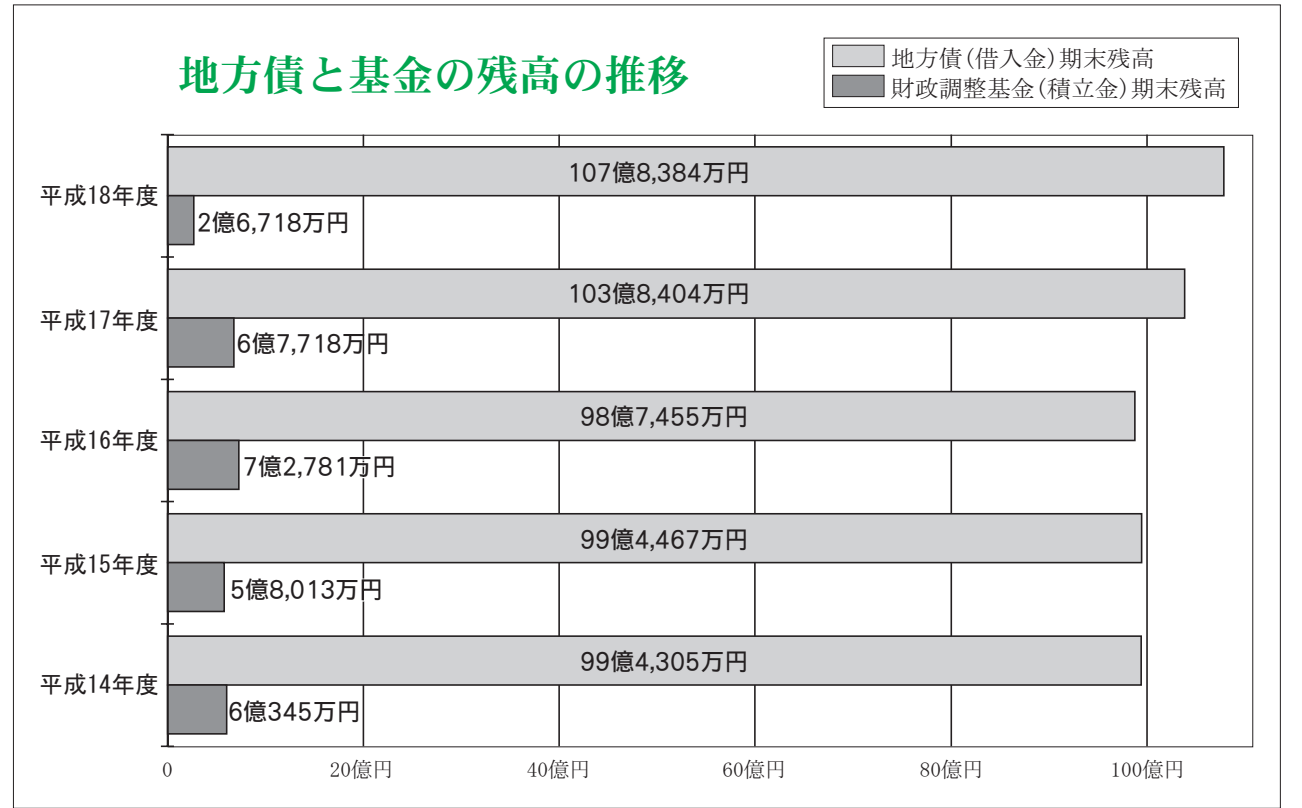 地方債と基金の残高の推移
地方債(借入金)期末残高
財政調整基金(積立金)期末残高
平成18年度
107億8,384万円
2億6,718万円
平成17年度
103億8,404万円
6億7,718万円
平成16年度
98億7,455万円
7億2,781万円
平成15年度
99億4,467万円
5億8,013万円
平成14年度
99億4,305万円
6億345万円
0 20億円 40億円 60億円 80億円 100億円